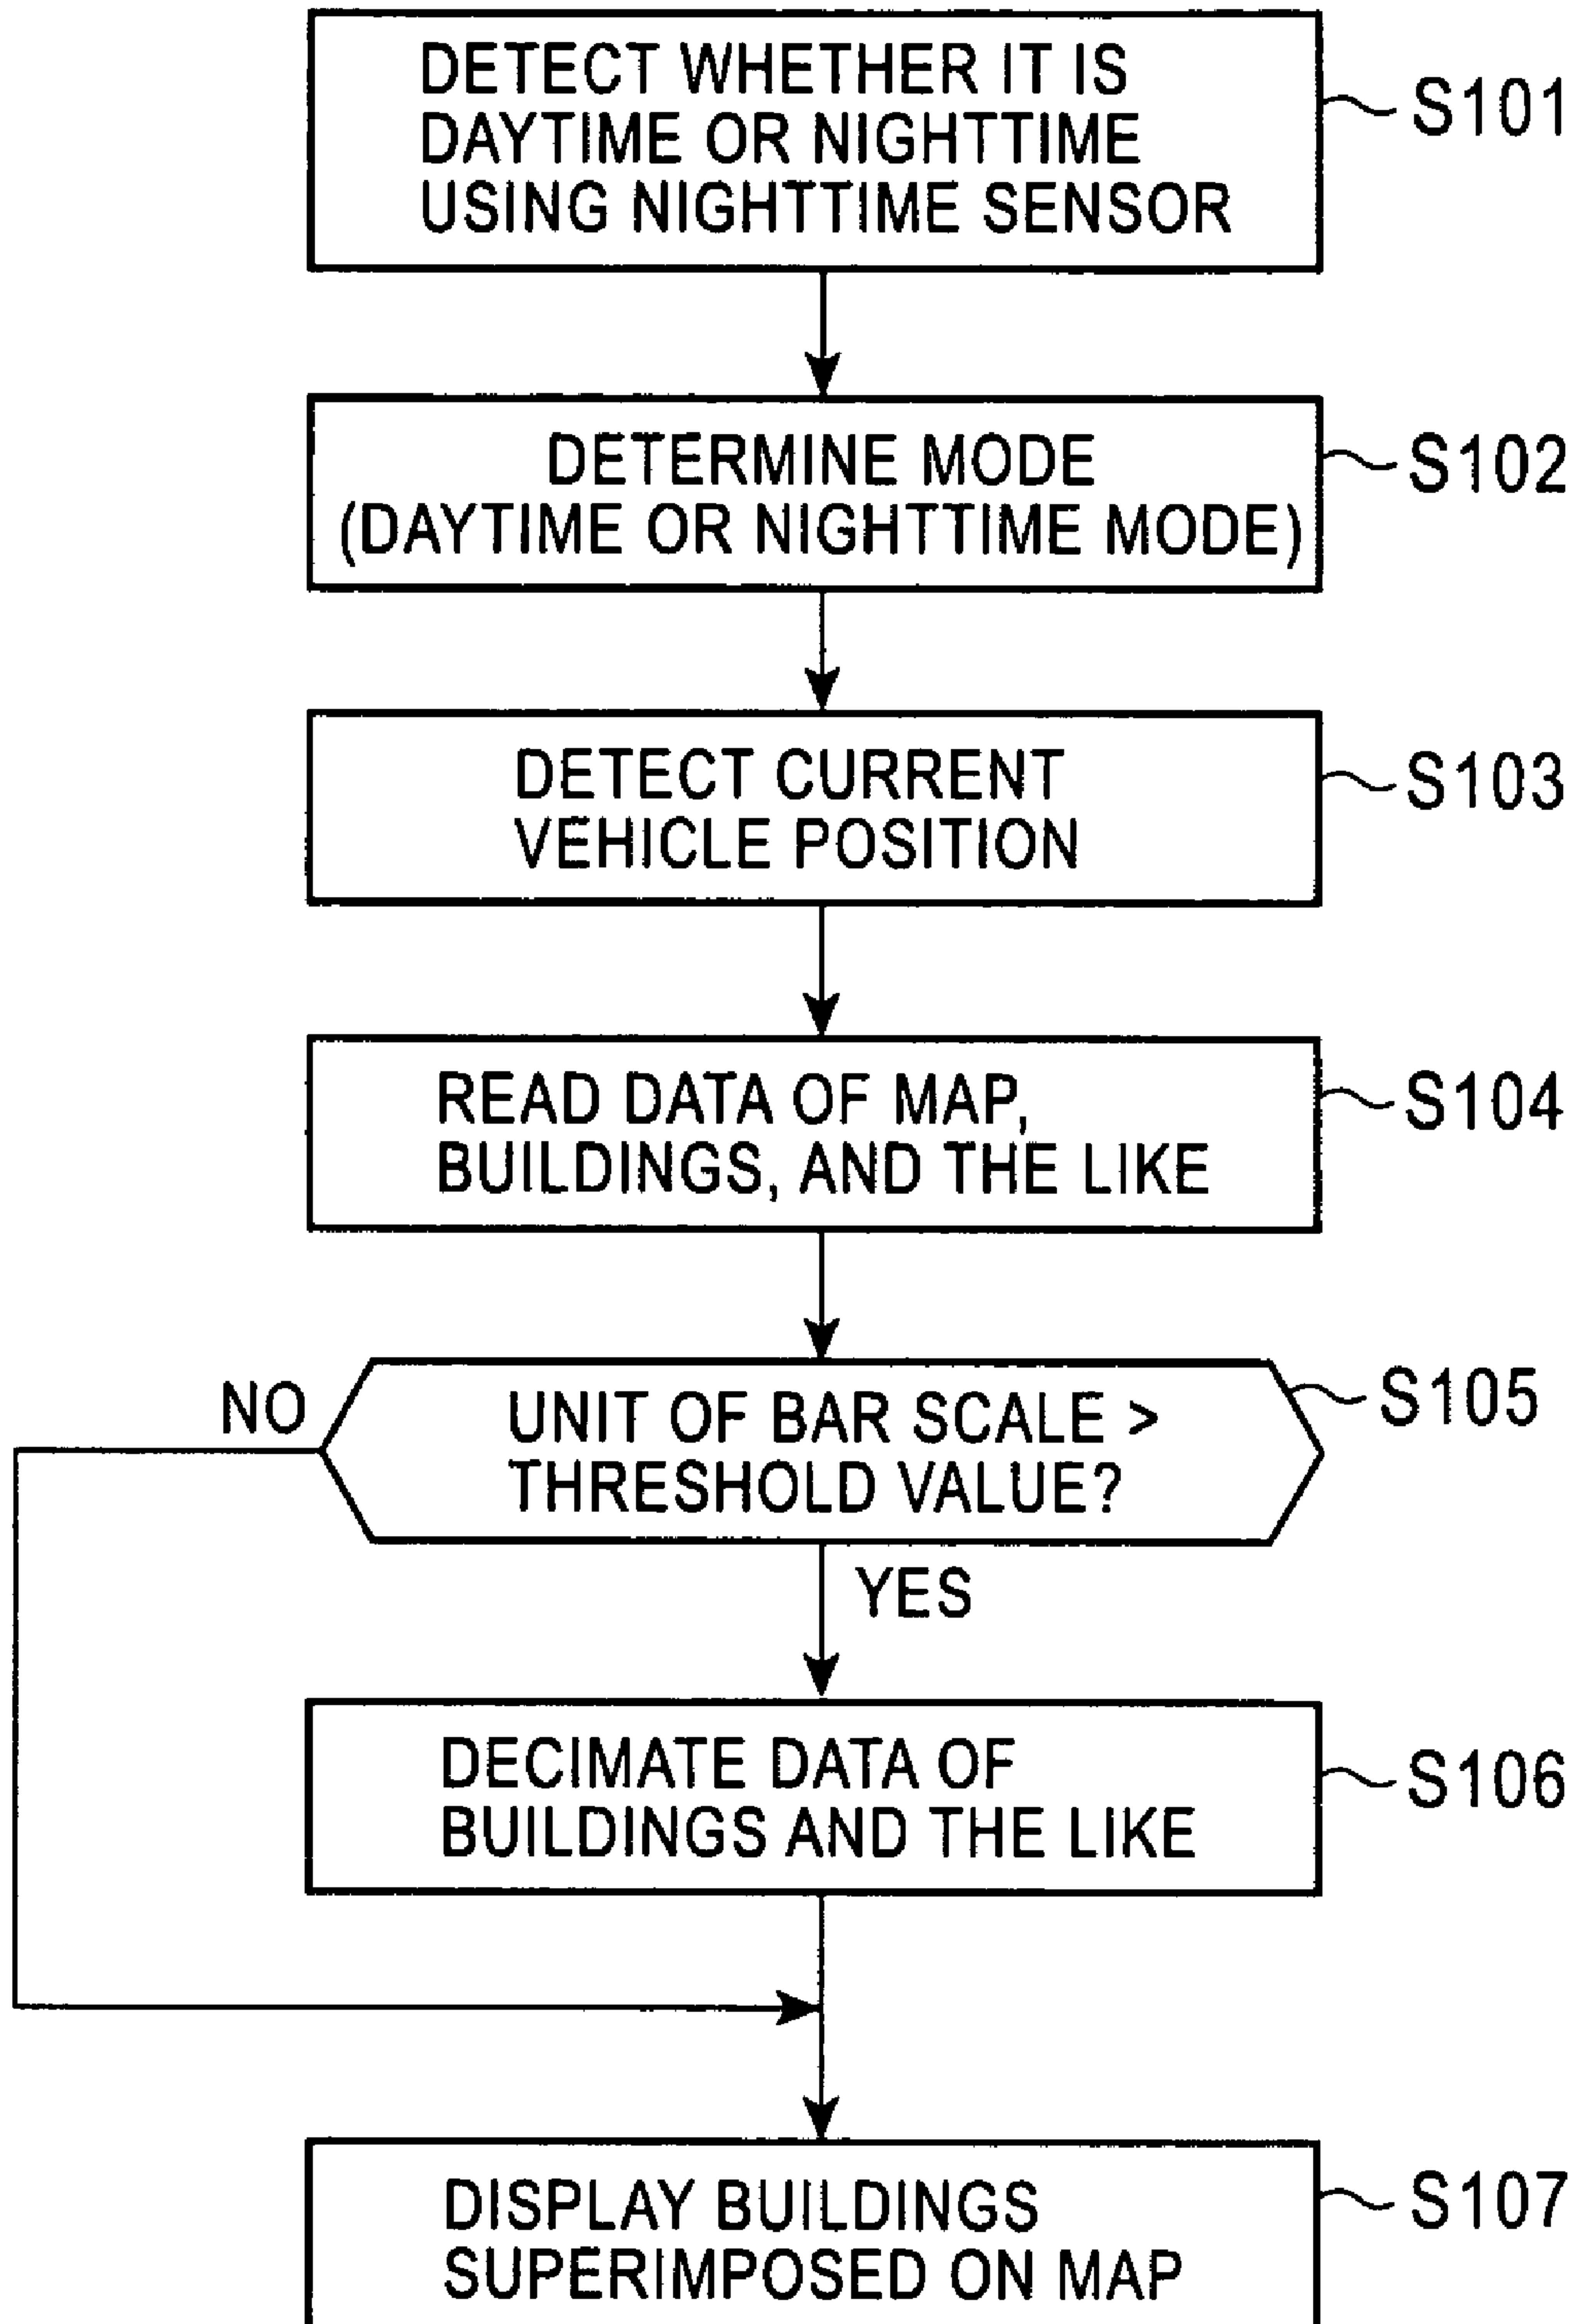 DETECT WHETHER IT IS
DAYTIME OR NIGHTTIME
USING NIGHTTIME SENSOR
S101
DETERMINE MODE
(DAYTIME OR NIGHTTIME MODE)
S102
DETECT CURRENT
VEHICLE POSITION
S103
READ DATA OF MAP,
BUILDINGS, AND THE LIKE
S104
NO
UNIT OF BAR SCALE >
THRESHOLD VALUE?
S105
YES
DECIMATE DATA OF
BUILDINGS AND THE LIKE
S106
DISPLAY BUILDINGS
SUPERIMPOSED ON MAP
S107